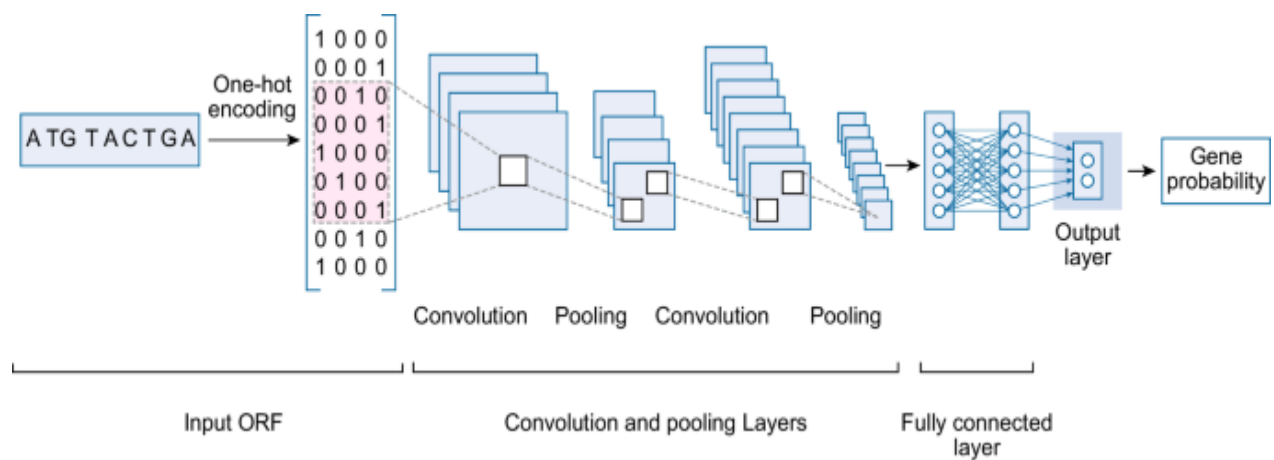 A TG T A C T G A
One-hot
encoding
1 0 0 0
0 0 0 1
0 0 1 0
0 0 0 1
1 0 0 0
0 1 0 0
0 0 0 1
0 0 1 0
1 0 0 0
Output
layer
Gene
probability
Convolution
Pooling
Convolution
Pooling
Input ORF
Convolution and pooling Layers
Fully connected
layer